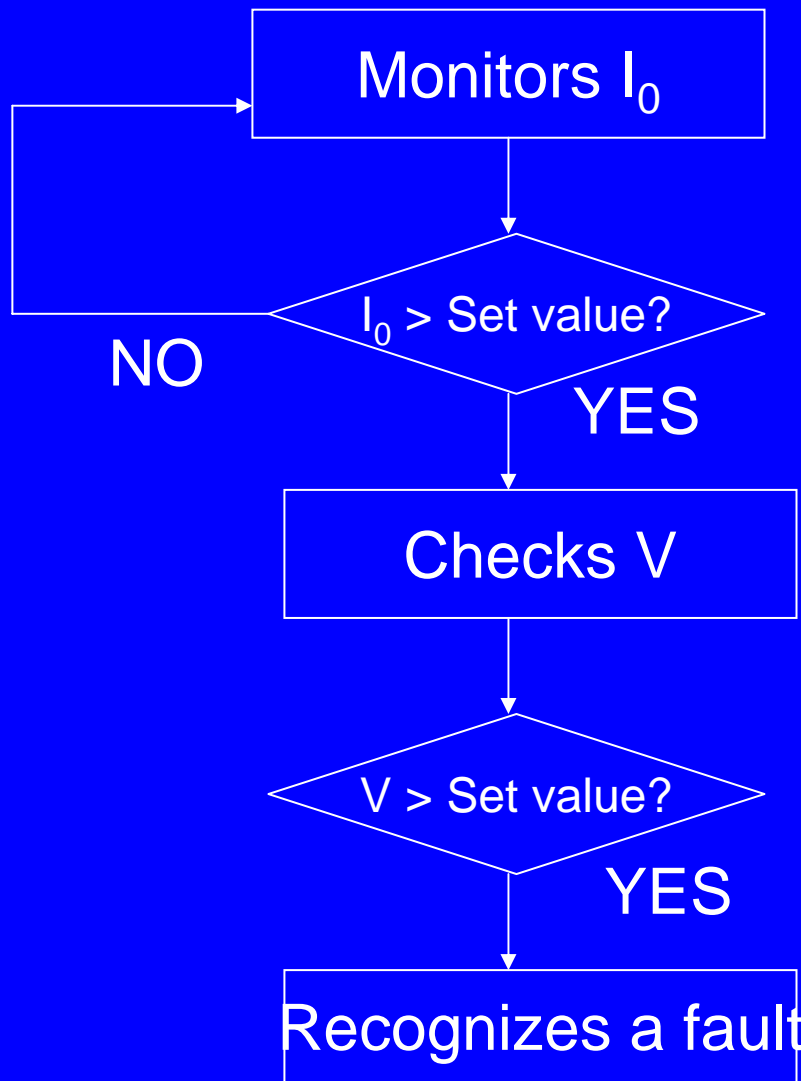 Monitors I₀
I₀ > Set value?
NO
YES
Checks V
V > Set value?
YES
Recognizes a fault